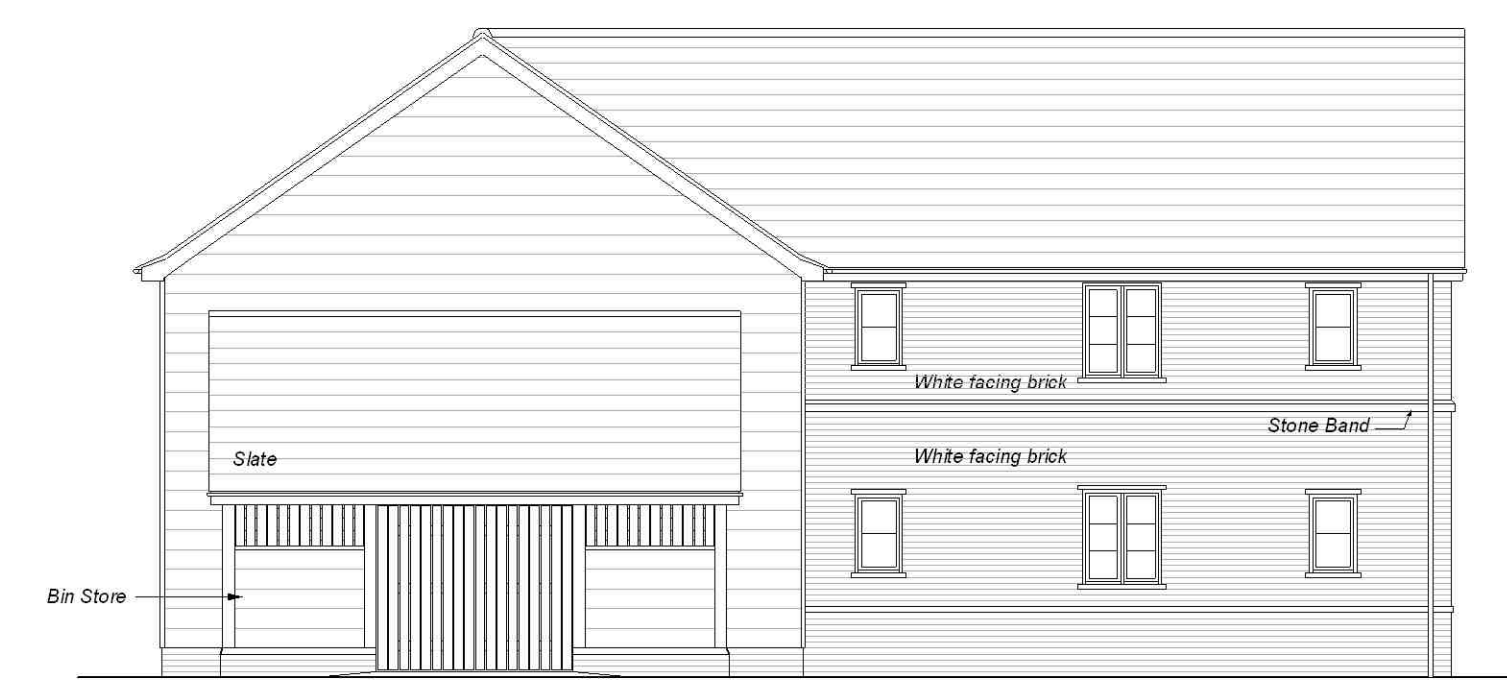 White facing brick
Stone Band
Slate
White facing brick
Bin Store